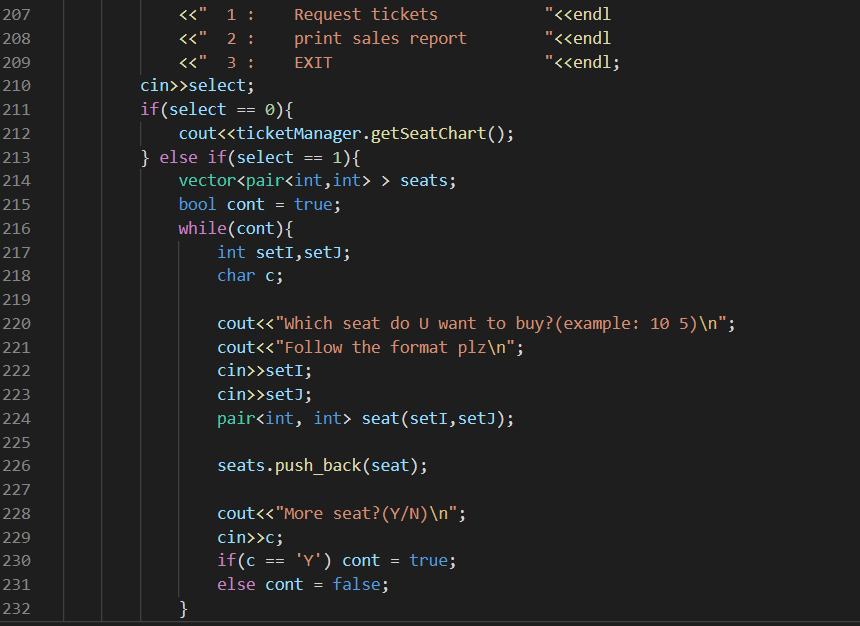 207 <<"  1 :    Request tickets           "<<endl
208 <<"  2 :    print sales report        "<<endl
209 <<"  3 :    EXIT                      "<<endl;
210 cin>>select;
211 if(select == 0){
212     cout<<ticketManager.getSeatChart();
213 } else if(select == 1){
214     vector<pair<int,int> > seats;
215     bool cont = true;
216     while(cont){
217         int setI,setJ;
218         char c;
219
220         cout<<"Which seat do U want to buy?(example: 10 5)\n";
221         cout<<"Follow the format plz\n";
222         cin>>setI;
223         cin>>setJ;
224         pair<int, int> seat(setI,setJ);
225
226         seats.push_back(seat);
227
228         cout<<"More seat?(Y/N)\n";
229         cin>>c;
230         if(c == 'Y') cont = true;
231         else cont = false;
232     }